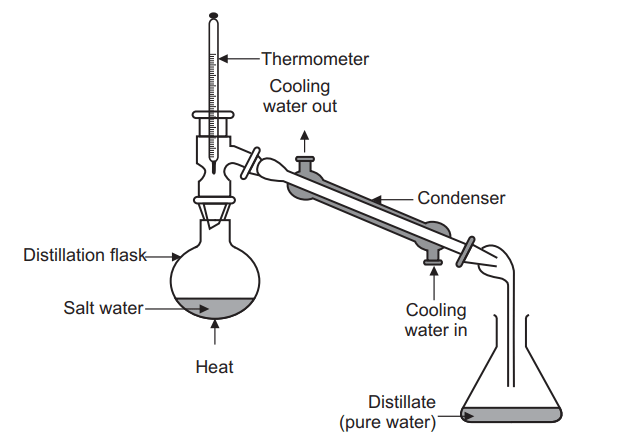 Thermometer
Cooling
water out
Condenser
Distillation flask
Salt water
Cooling
water in
Heat
Distillate
(pure water)